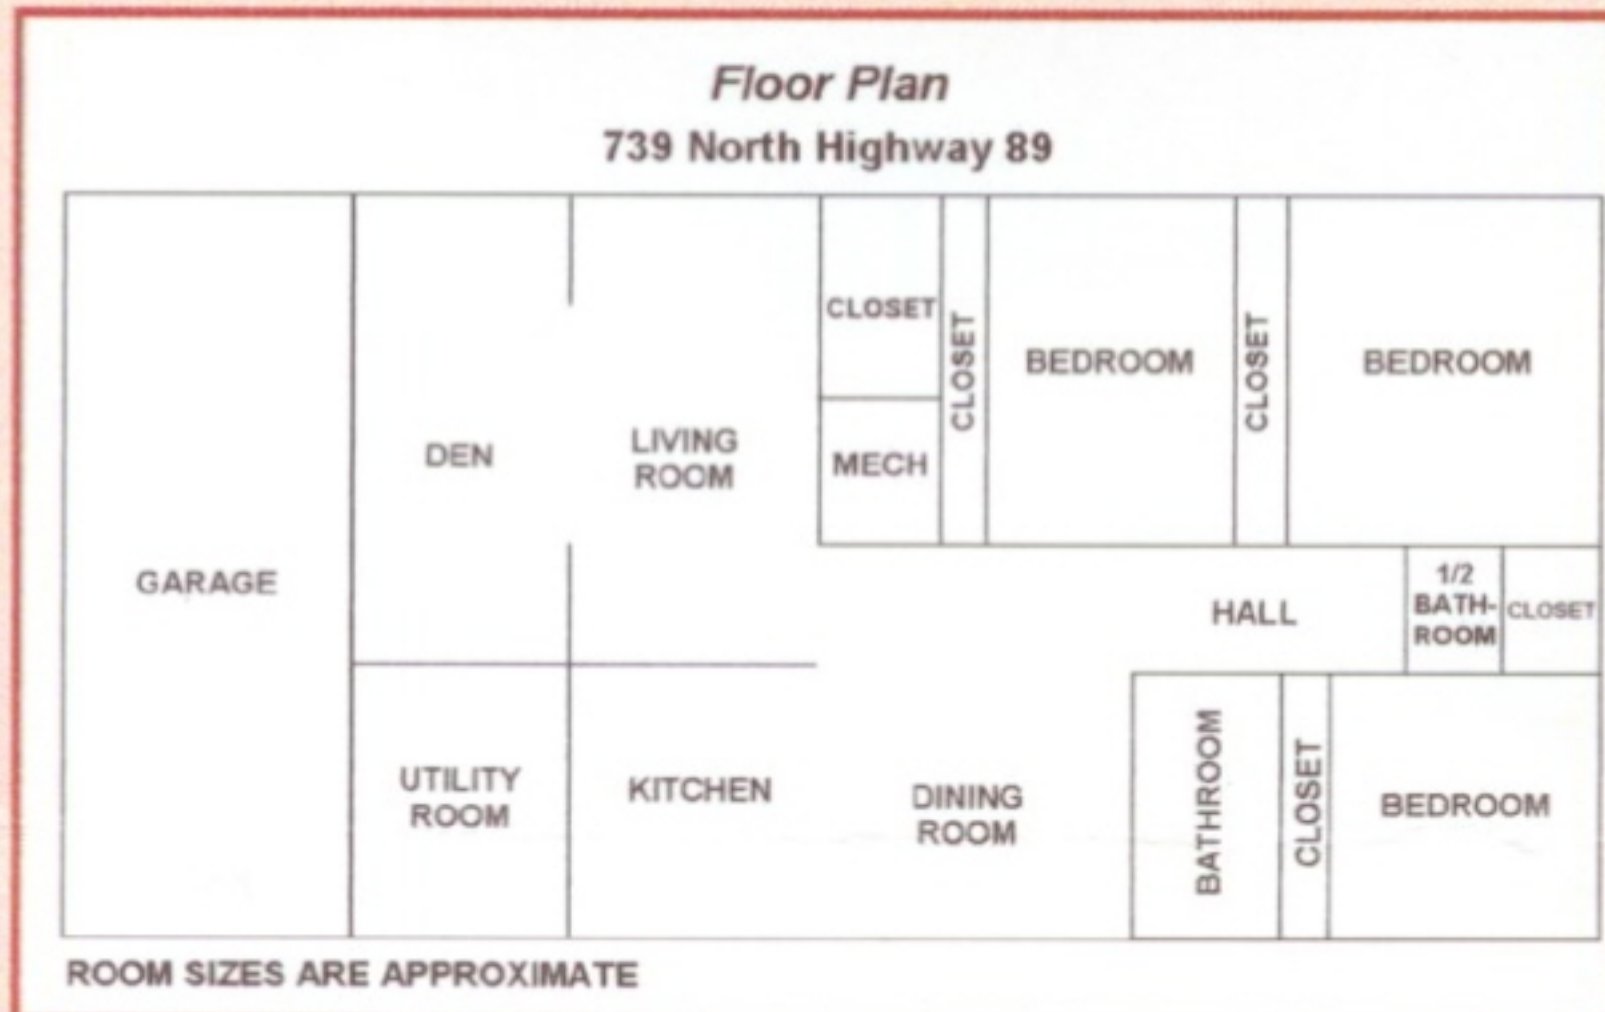 Floor Plan
739 North Highway 89
CLOSET
CLOSET
BEDROOM
CLOSET
BEDROOM
DEN
LIVING
ROOM
MECH
GARAGE
HALL
1/2
BATH-
ROOM
CLOSET
UTILITY
ROOM
KITCHEN
DINING
ROOM
BATHROOM
CLOSET
BEDROOM
ROOM SIZES ARE APPROXIMATE